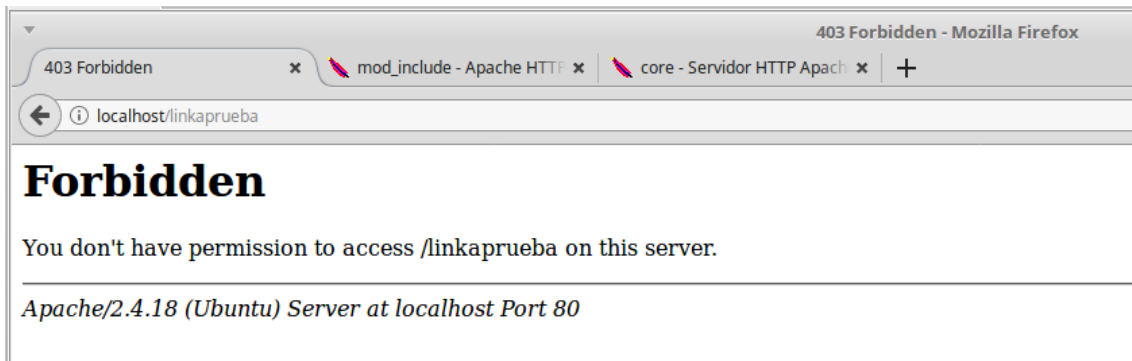 403 Forbidden - Mozilla Firefox
403 Forbidden
mod_include - Apache HTTP
core - Servidor HTTP Apach
localhost/linkaprueba
Forbidden
You don't have permission to access /linkaprueba on this server.
Apache/2.4.18 (Ubuntu) Server at localhost Port 80